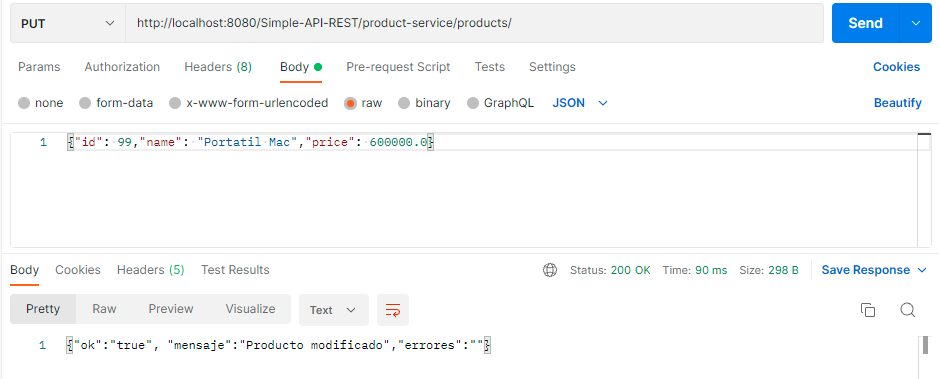 PUT http://localhost:8080/Simple-API-REST/product-service/products/ Send
Params Authorization Headers (8) Body Pre-request Script Tests Settings Cookies
none form-data x-www-form-urlencoded raw binary GraphQL JSON Beautify
1 {"id": 99,"name": "Portatil Mac","price": 600000.0}
Body Cookies Headers (5) Test Results Status: 200 OK Time: 90 ms Size: 298 B Save Response
Pretty Raw Preview Visualize Text
1 {"ok":"true", "mensaje":"Producto modificado","errores":""}